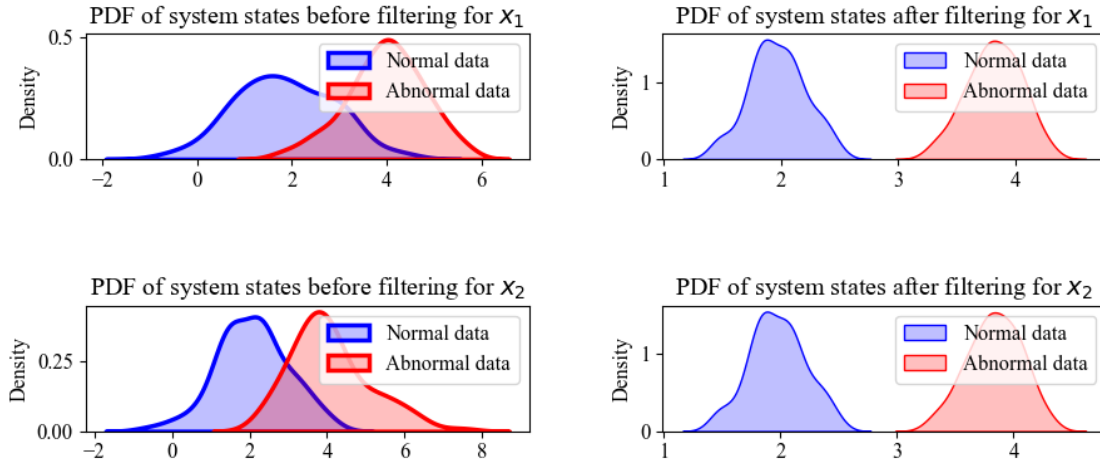 PDF of system states before filtering for x₁
Density
0.5
0.0
−2 0 2 4 6
Normal data
Abnormal data
PDF of system states after filtering for x₁
Density
1
0
1 2 3 4
Normal data
Abnormal data
PDF of system states before filtering for x₂
Density
0.25
0.00
−2 0 2 4 6 8
Normal data
Abnormal data
PDF of system states after filtering for x₂
Density
1
0
1 2 3 4
Normal data
Abnormal data